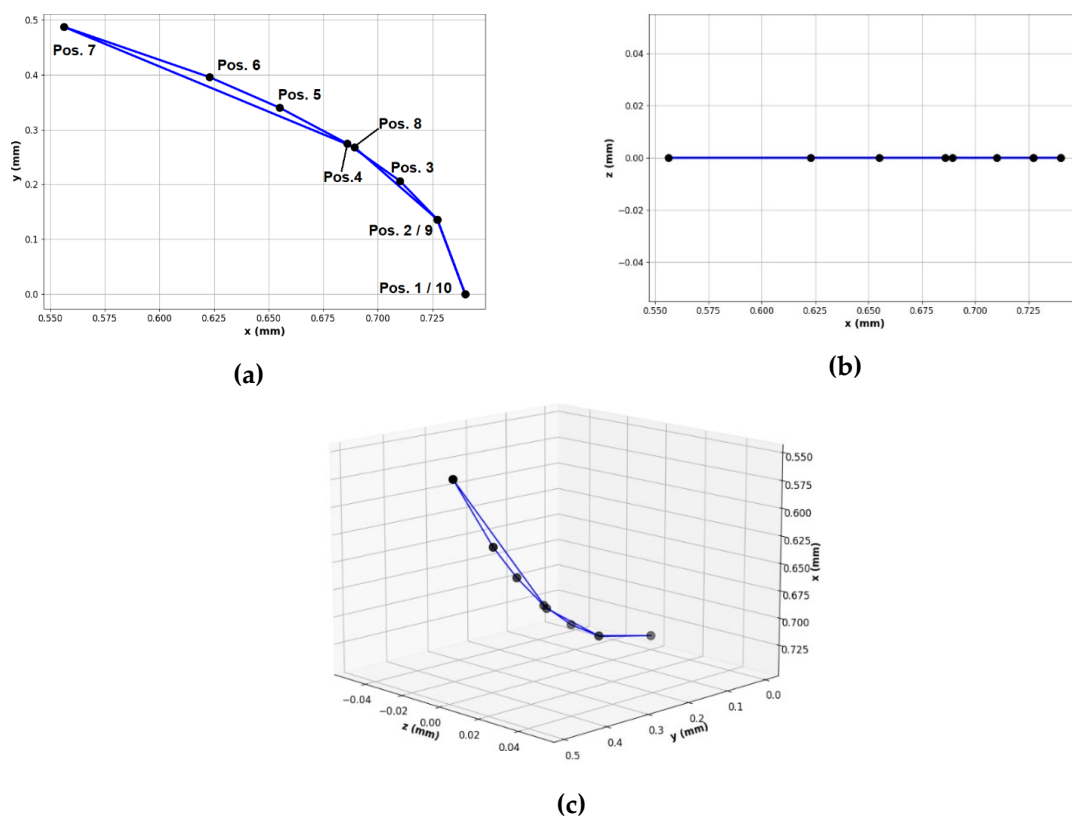 0.5
0.4
0.3
0.2
0.1
0.0
y (mm)
Pos. 7
Pos. 6
Pos. 5
Pos. 8
Pos.4
Pos. 3
Pos. 2 / 9
Pos. 1 / 10
0.550 0.575 0.600 0.625 0.650 0.675 0.700 0.725
x (mm)
(a)
0.04
0.02
0.00
−0.02
−0.04
z (mm)
0.550 0.575 0.600 0.625 0.650 0.675 0.700 0.725
x (mm)
(b)
0.550
0.575
0.600
0.625
0.650
0.675
0.700
0.725
x (mm)
−0.04
−0.02
0.00
0.02
0.04
z (mm)
0.0
0.1
0.2
0.3
0.4
0.5
y (mm)
(c)